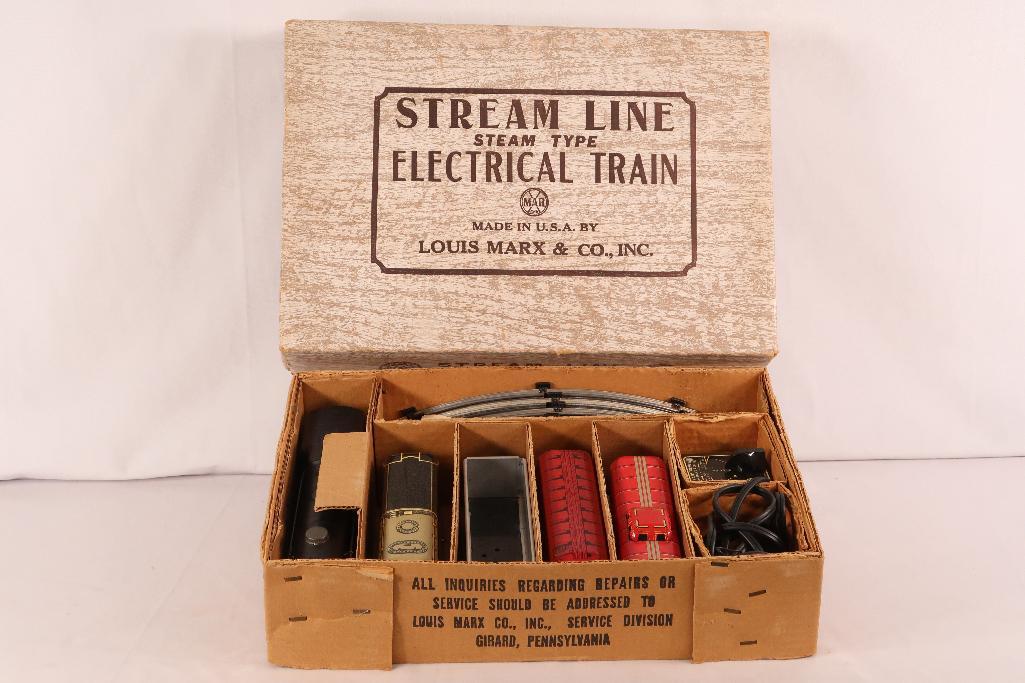 STREAM LINE
STEAM TYPE
ELECTRICAL TRAIN
MAR
MADE IN U.S.A. BY
LOUIS MARX & CO., INC.
STREAM
ALL INQUIRIES REGARDING REPAIRS OR
SERVICE SHOULD BE ADDRESSED TO
LOUIS MARX CO., INC., SERVICE DIVISION
GIRARD, PENNSYLVANIA